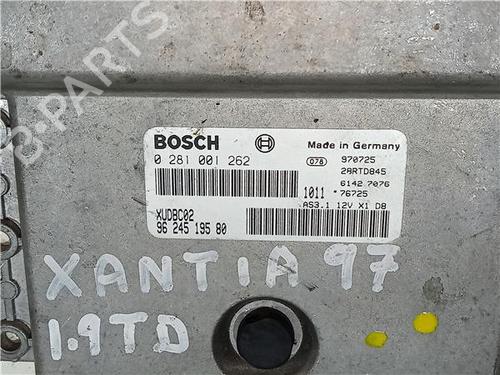 B-PARTS
BOSCH
Made in Germany
0 281 001 262
078 970725
28RTD845
6142 7076
1011 * 76725
AS3.1 12V X1 D8
XUDBC02
96 245 195 80
XANTIA 97
1.9TD